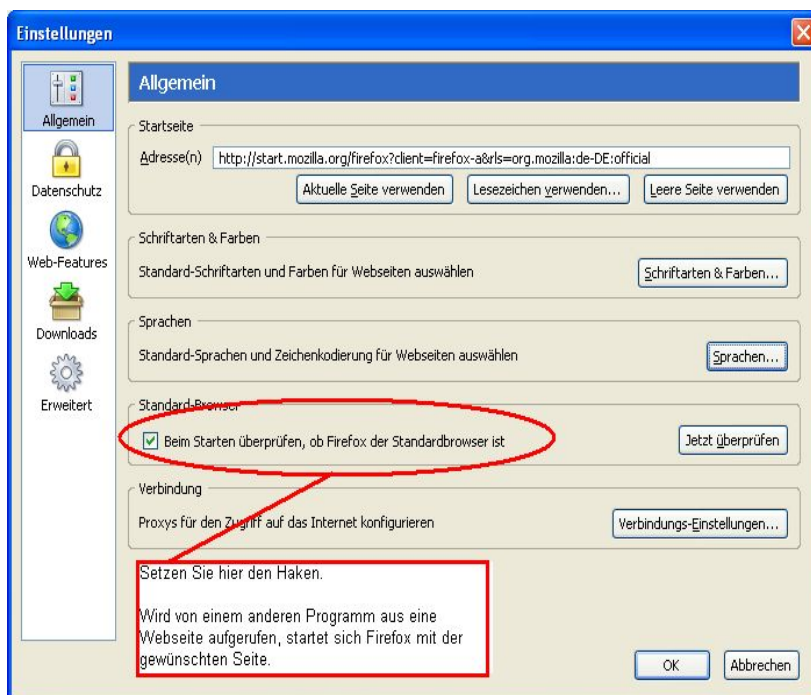 Einstellungen
Allgemein
Datenschutz
Web-Features
Downloads
Erweitert
Allgemein
Startseite
Adresse(n) http://start.mozilla.org/firefox?client=firefox-a&rls=org.mozilla:de-DE:official
Aktuelle Seite verwenden Lesezeichen verwenden... Leere Seite verwenden
Schriftarten & Farben
Standard-Schriftarten und Farben für Webseiten auswählen Schriftarten & Farben...
Sprachen
Standard-Sprachen und Zeichenkodierung für Webseiten auswählen Sprachen...
Standard-Browser
Beim Starten überprüfen, ob Firefox der Standardbrowser ist Jetzt überprüfen
Verbindung
Proxys für den Zugriff auf das Internet konfigurieren Verbindungs-Einstellungen...
Setzen Sie hier den Haken.
Wird von einem anderen Programm aus eine
Webseite aufgerufen, startet sich Firefox mit der
gewünschten Seite.
OK Abbrechen